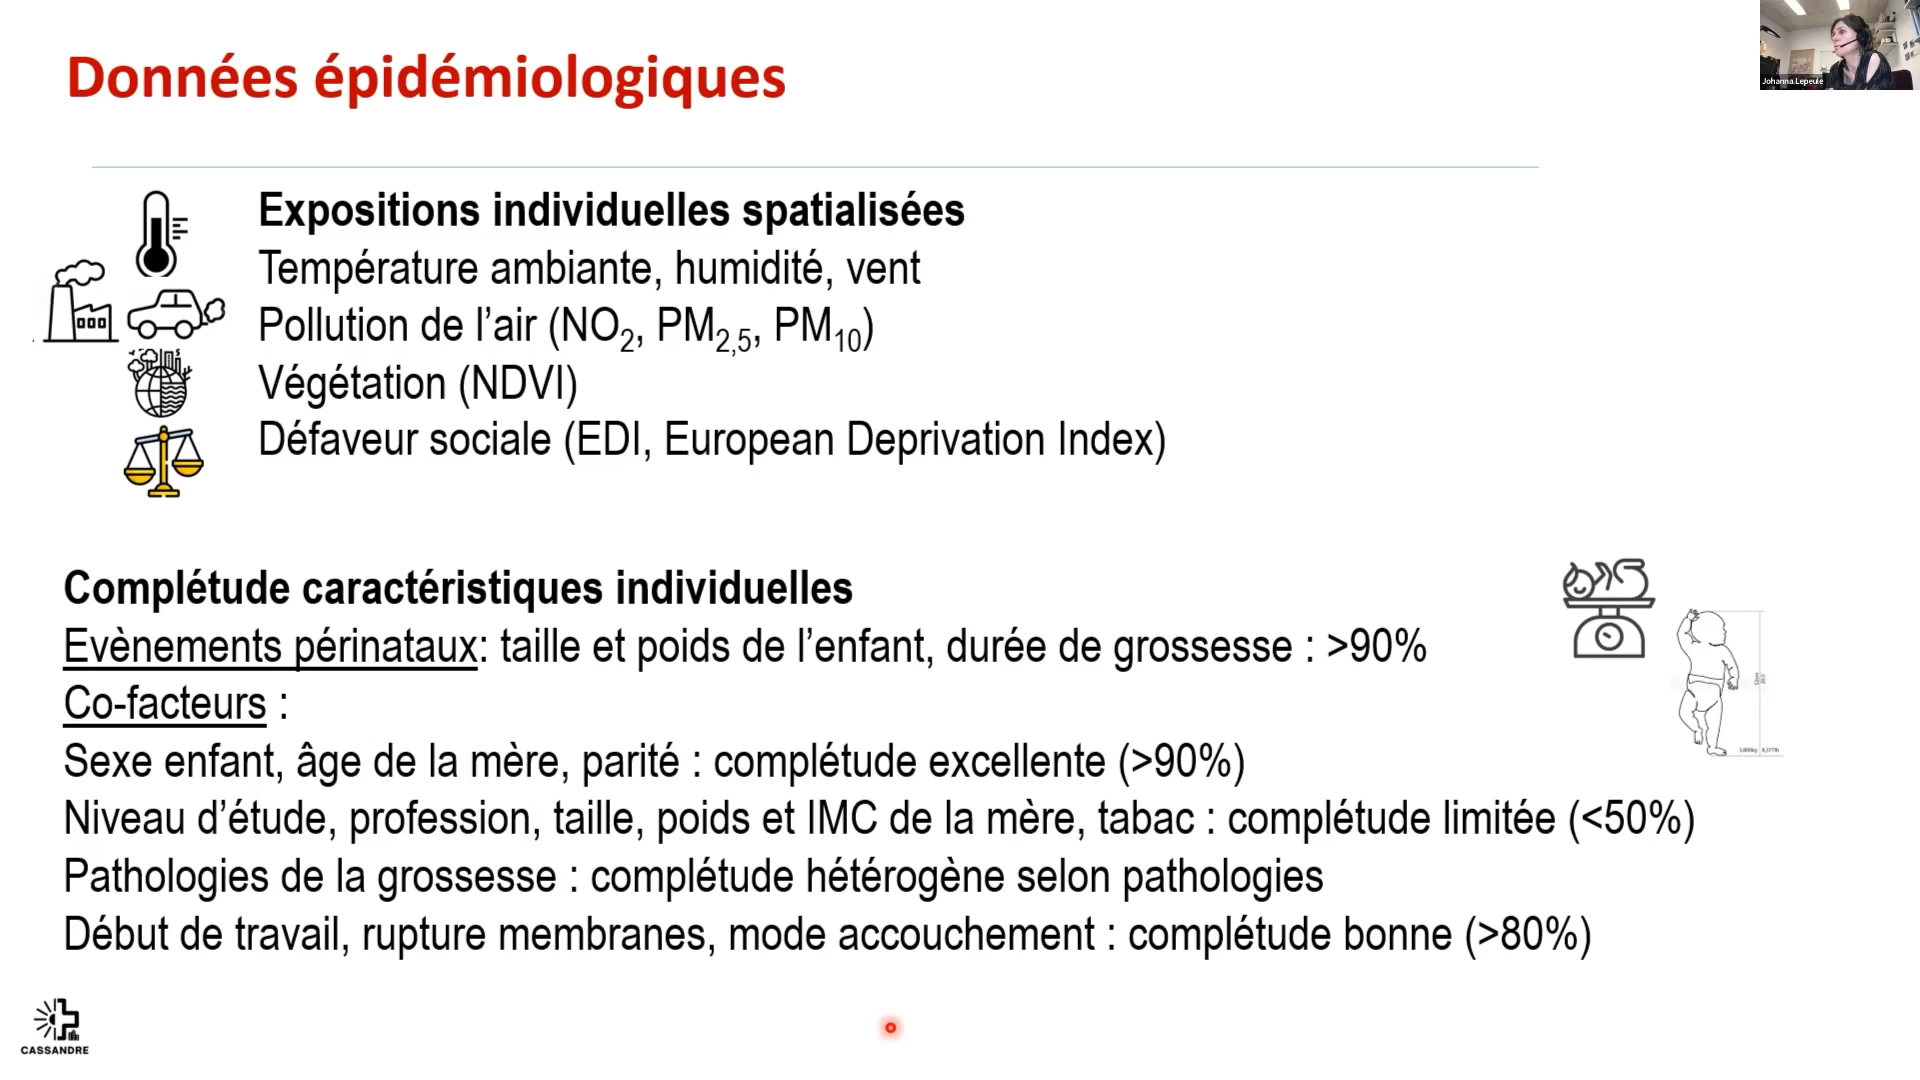 Données épidémiologiques
Johanna Lepeule
Expositions individuelles spatialisées
Température ambiante, humidité, vent
Pollution de l’air (NO2, PM2,5, PM10)
Végétation (NDVI)
Défaveur sociale (EDI, European Deprivation Index)
Complétude caractéristiques individuelles
Evènements périnataux: taille et poids de l’enfant, durée de grossesse : >90%
Co-facteurs :
Sexe enfant, âge de la mère, parité : complétude excellente (>90%)
Niveau d’étude, profession, taille, poids et IMC de la mère, tabac : complétude limitée (<50%)
Pathologies de la grossesse : complétude hétérogène selon pathologies
Début de travail, rupture membranes, mode accouchement : complétude bonne (>80%)
CASSANDRE